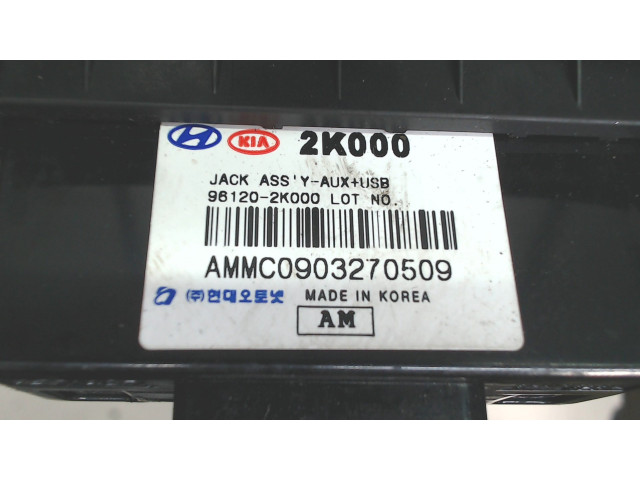 KIA 2K000
JACK ASS'Y-AUX+USB
96120-2K000 LOT NO.
AMMC0903270509
(주)현대오토넷 MADE IN KOREA
AM